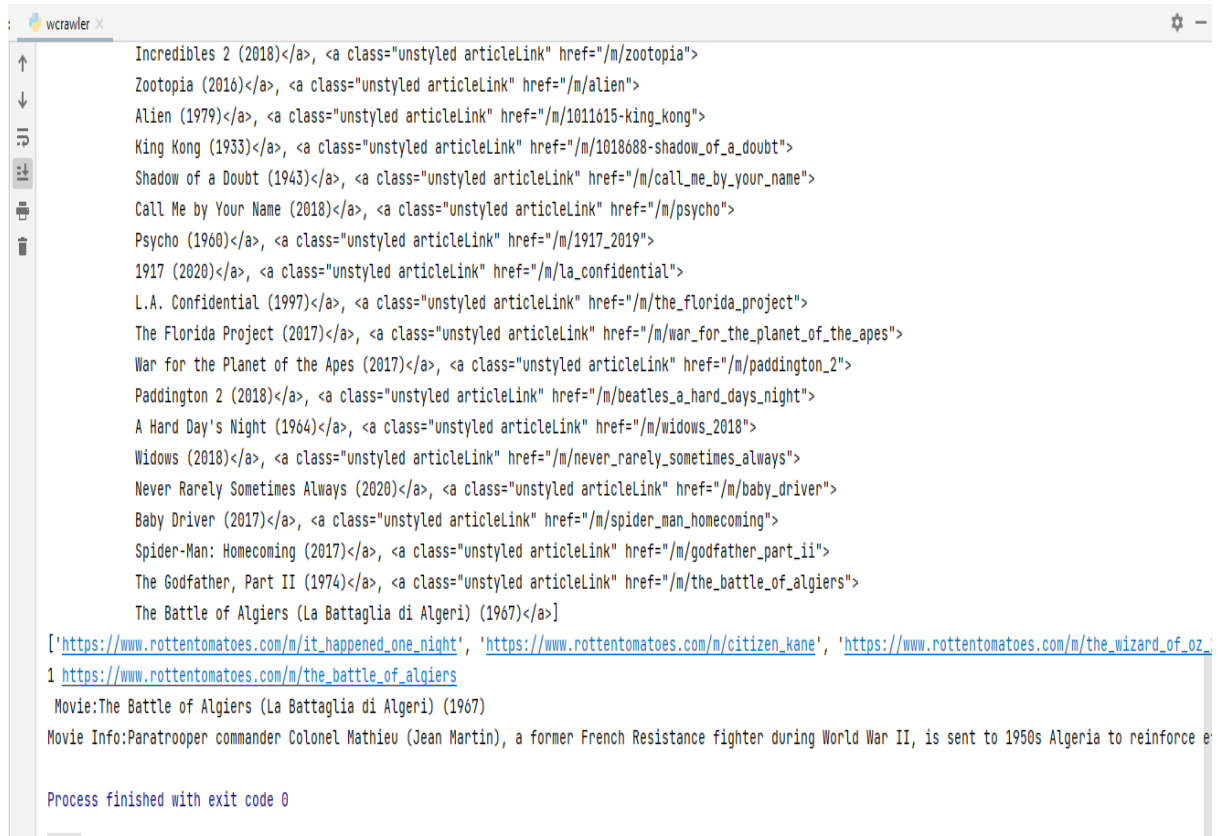 wcrawler
Incredibles 2 (2018)</a>, <a class="unstyled articleLink" href="/m/zootopia">
Zootopia (2016)</a>, <a class="unstyled articleLink" href="/m/alien">
Alien (1979)</a>, <a class="unstyled articleLink" href="/m/1011615-king_kong">
King Kong (1933)</a>, <a class="unstyled articleLink" href="/m/1018688-shadow_of_a_doubt">
Shadow of a Doubt (1943)</a>, <a class="unstyled articleLink" href="/m/call_me_by_your_name">
Call Me by Your Name (2018)</a>, <a class="unstyled articleLink" href="/m/psycho">
Psycho (1960)</a>, <a class="unstyled articleLink" href="/m/1917_2019">
1917 (2020)</a>, <a class="unstyled articleLink" href="/m/la_confidential">
L.A. Confidential (1997)</a>, <a class="unstyled articleLink" href="/m/the_florida_project">
The Florida Project (2017)</a>, <a class="unstyled articleLink" href="/m/war_for_the_planet_of_the_apes">
War for the Planet of the Apes (2017)</a>, <a class="unstyled articleLink" href="/m/paddington_2">
Paddington 2 (2018)</a>, <a class="unstyled articleLink" href="/m/beatles_a_hard_days_night">
A Hard Day's Night (1964)</a>, <a class="unstyled articleLink" href="/m/widows_2018">
Widows (2018)</a>, <a class="unstyled articleLink" href="/m/never_rarely_sometimes_always">
Never Rarely Sometimes Always (2020)</a>, <a class="unstyled articleLink" href="/m/baby_driver">
Baby Driver (2017)</a>, <a class="unstyled articleLink" href="/m/spider_man_homecoming">
Spider-Man: Homecoming (2017)</a>, <a class="unstyled articleLink" href="/m/godfather_part_ii">
The Godfather, Part II (1974)</a>, <a class="unstyled articleLink" href="/m/the_battle_of_algiers">
The Battle of Algiers (La Battaglia di Algeri) (1967)</a>]
['https://www.rottentomatoes.com/m/it_happened_one_night', 'https://www.rottentomatoes.com/m/citizen_kane', 'https://www.rottentomatoes.com/m/the_wizard_of_oz_
1 https://www.rottentomatoes.com/m/the_battle_of_algiers
Movie:The Battle of Algiers (La Battaglia di Algeri) (1967)
Movie Info:Paratrooper commander Colonel Mathieu (Jean Martin), a former French Resistance fighter during World War II, is sent to 1950s Algeria to reinforce
Process finished with exit code 0